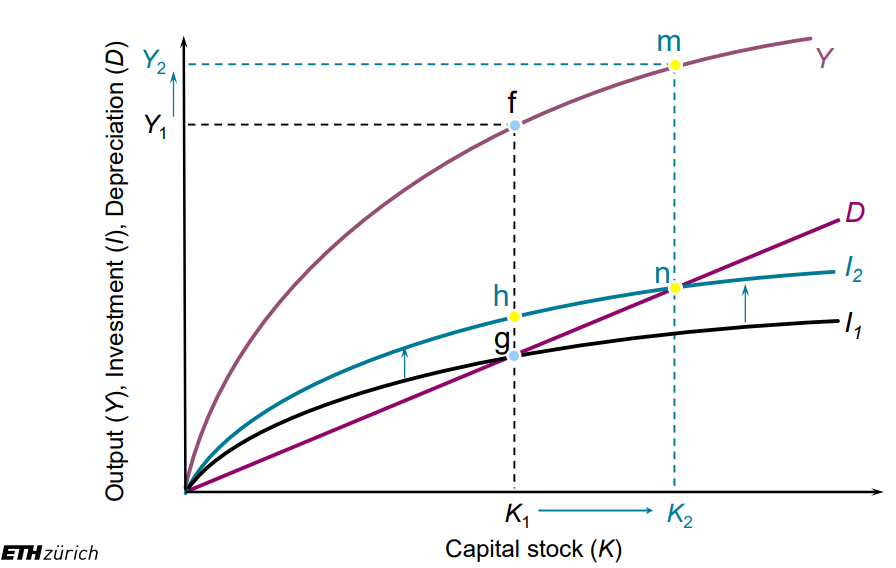 Output (Y), Investment (I), Depreciation (D)
m
Y₂
Y
f
Y₁
D
I₂
n
h
I₁
g
K₁
K₂
Capital stock (K)
ETH zürich